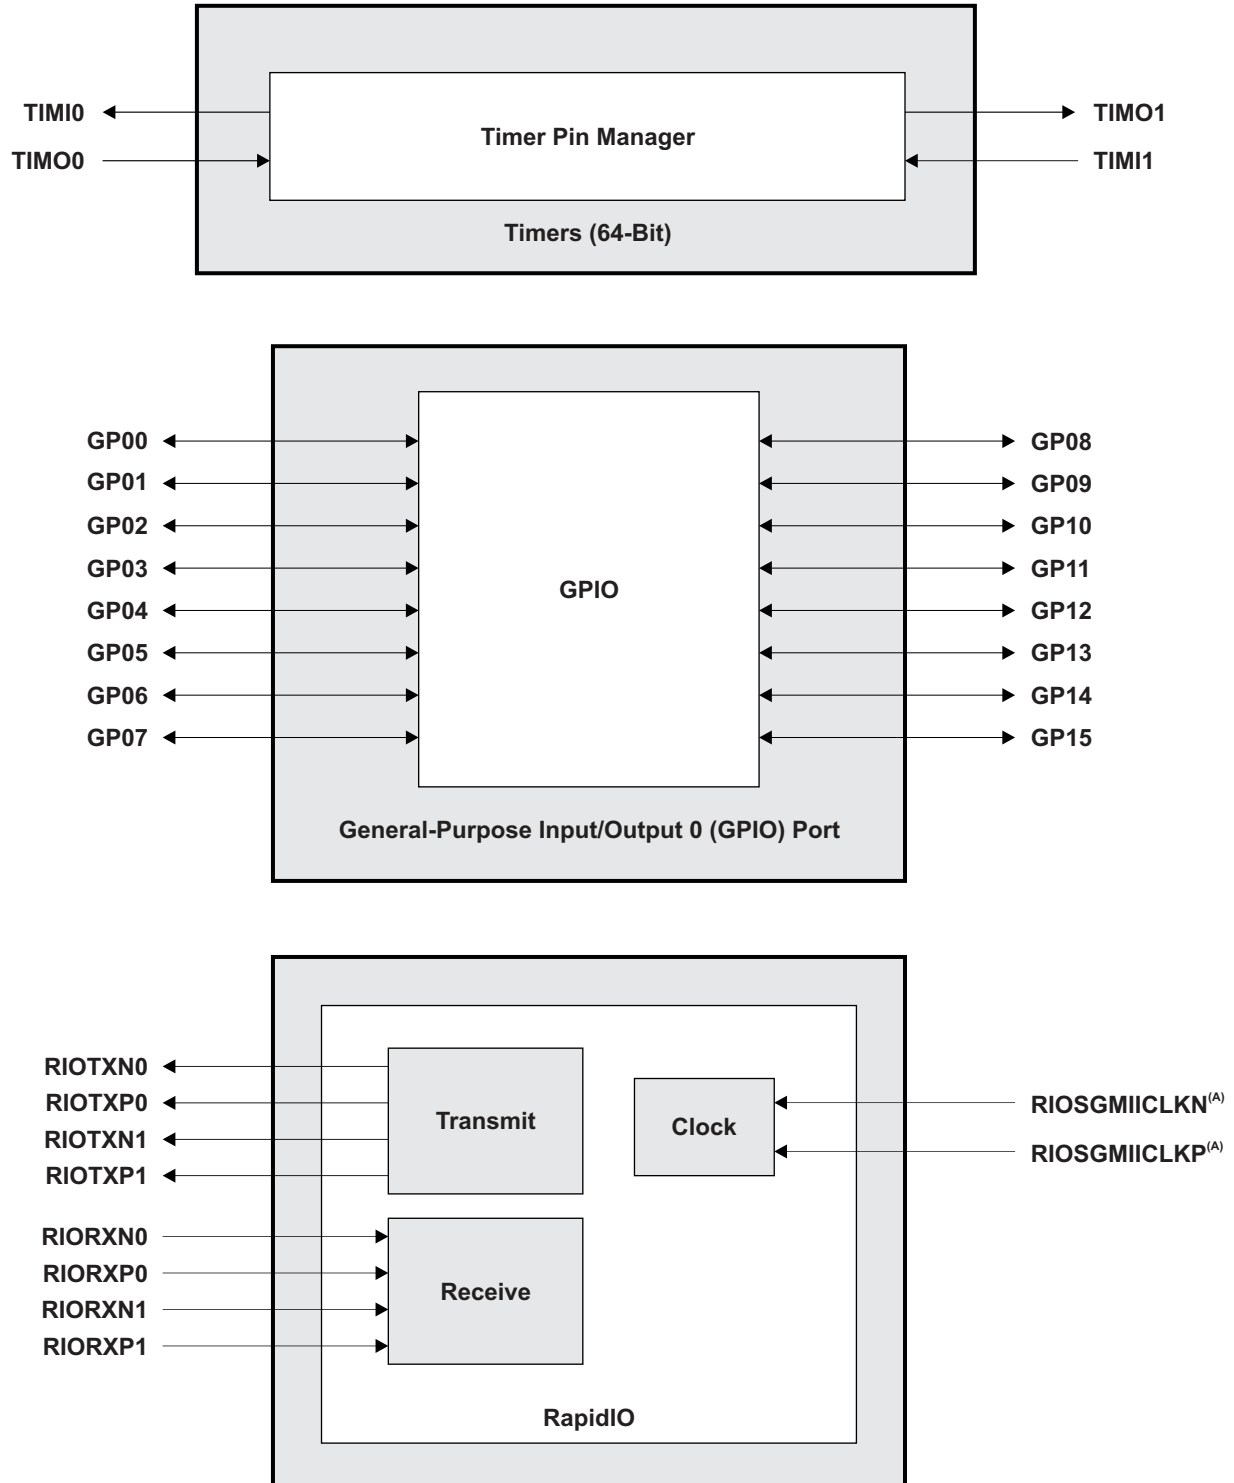 TIMI0
TIMO0
Timer Pin Manager
TIMO1
TIMI1
Timers (64-Bit)
GP00
GP01
GP02
GP03
GP04
GP05
GP06
GP07
GPIO
GP08
GP09
GP10
GP11
GP12
GP13
GP14
GP15
General-Purpose Input/Output 0 (GPIO) Port
RIOTXN0
RIOTXP0
RIOTXN1
RIOTXP1
Transmit
Clock
RIOSGMIICLKN(A)
RIOSGMIICLKP(A)
RIORXN0
RIORXP0
RIORXN1
RIORXP1
Receive
RapidIO